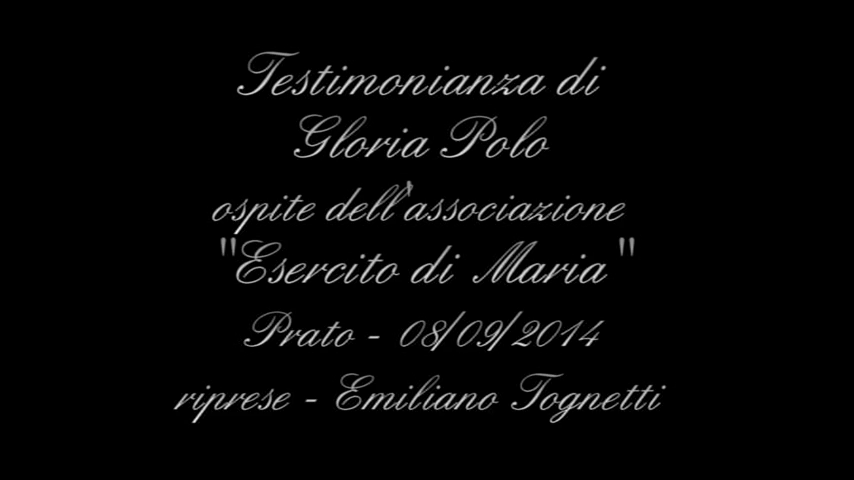 Testimonianza di
Gloria Polo
ospite dell'associazione
"Esercito di Maria"
Prato - 08/09/2014
riprese - Emiliano Tognetti